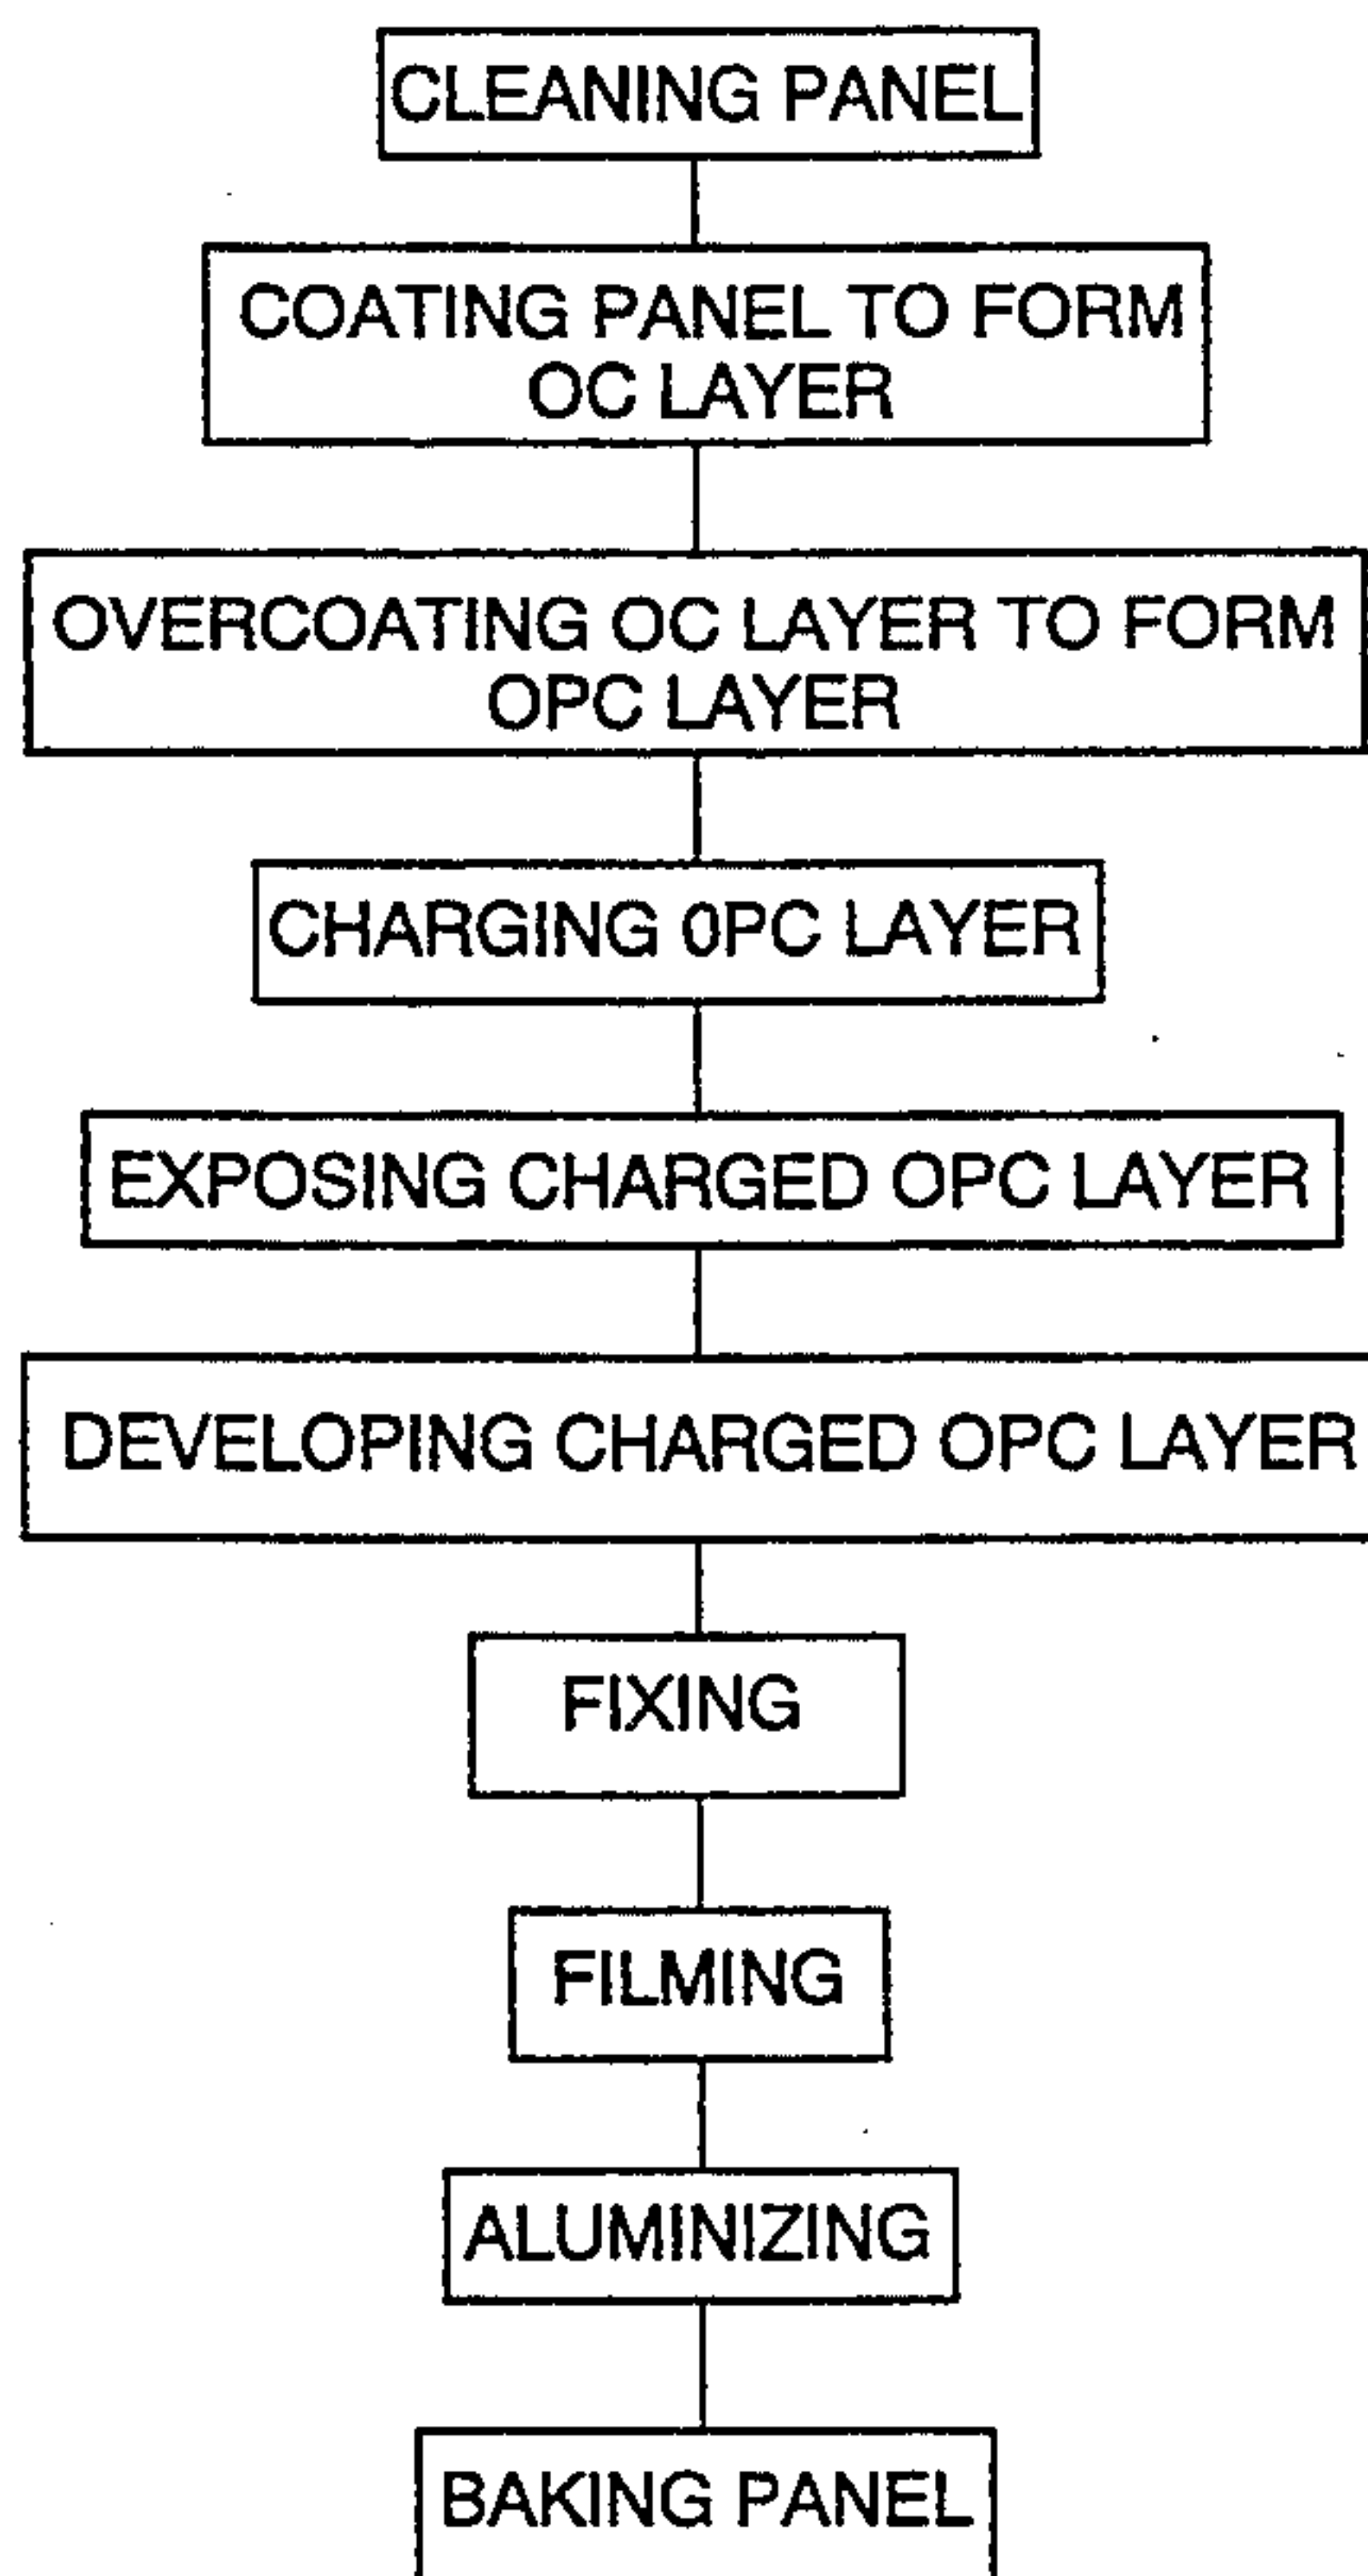 CLEANING PANEL
COATING PANEL TO FORM
OC LAYER
OVERCOATING OC LAYER TO FORM
OPC LAYER
CHARGING 0PC LAYER
EXPOSING CHARGED OPC LAYER
DEVELOPING CHARGED OPC LAYER
FIXING
FILMING
ALUMINIZING
BAKING PANEL